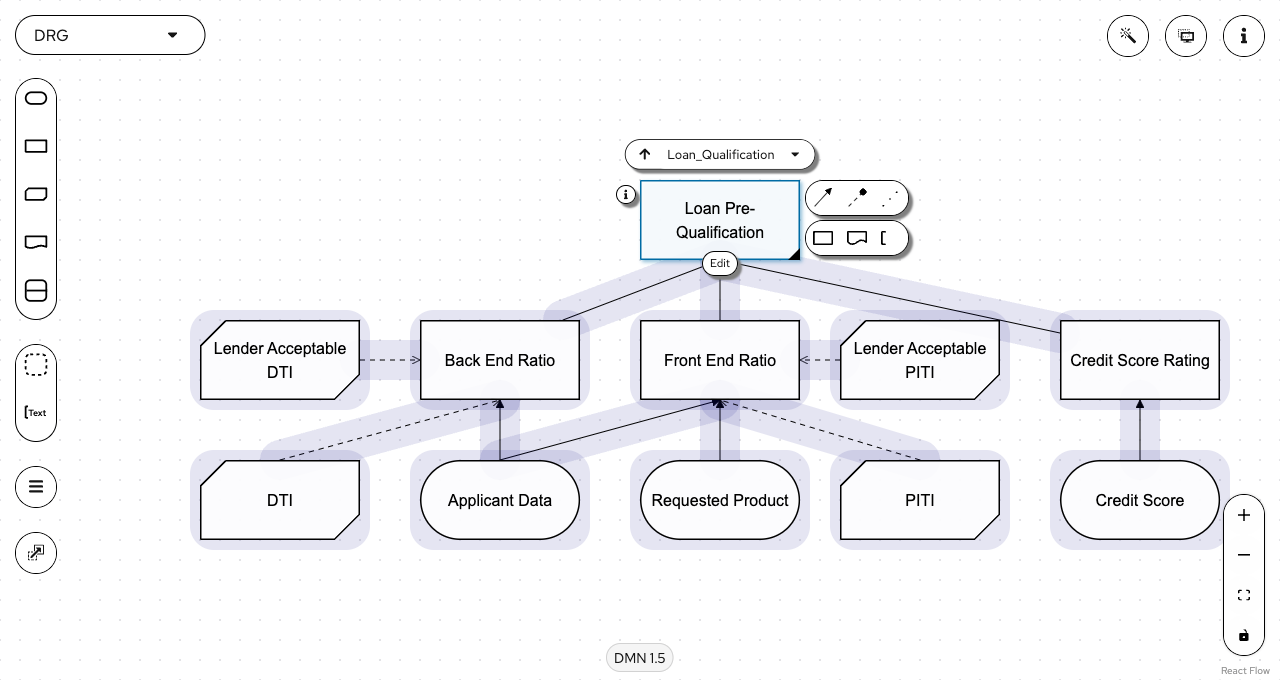 DRG
Loan_Qualification
Loan Pre-
Qualification
Edit
Lender Acceptable
DTI
Back End Ratio
Front End Ratio
Lender Acceptable
PITI
Credit Score Rating
Text
DTI
Applicant Data
Requested Product
PITI
Credit Score
DMN 1.5
React Flow